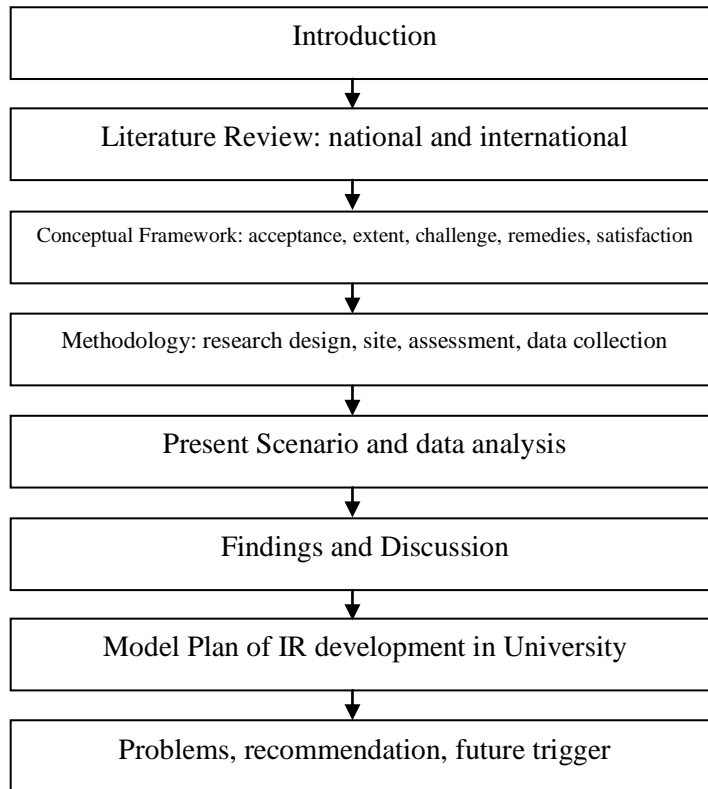 Introduction
Literature Review: national and international
Conceptual Framework: acceptance, extent, challenge, remedies, satisfaction
Methodology: research design, site, assessment, data collection
Present Scenario and data analysis
Findings and Discussion
Model Plan of IR development in University
Problems, recommendation, future trigger